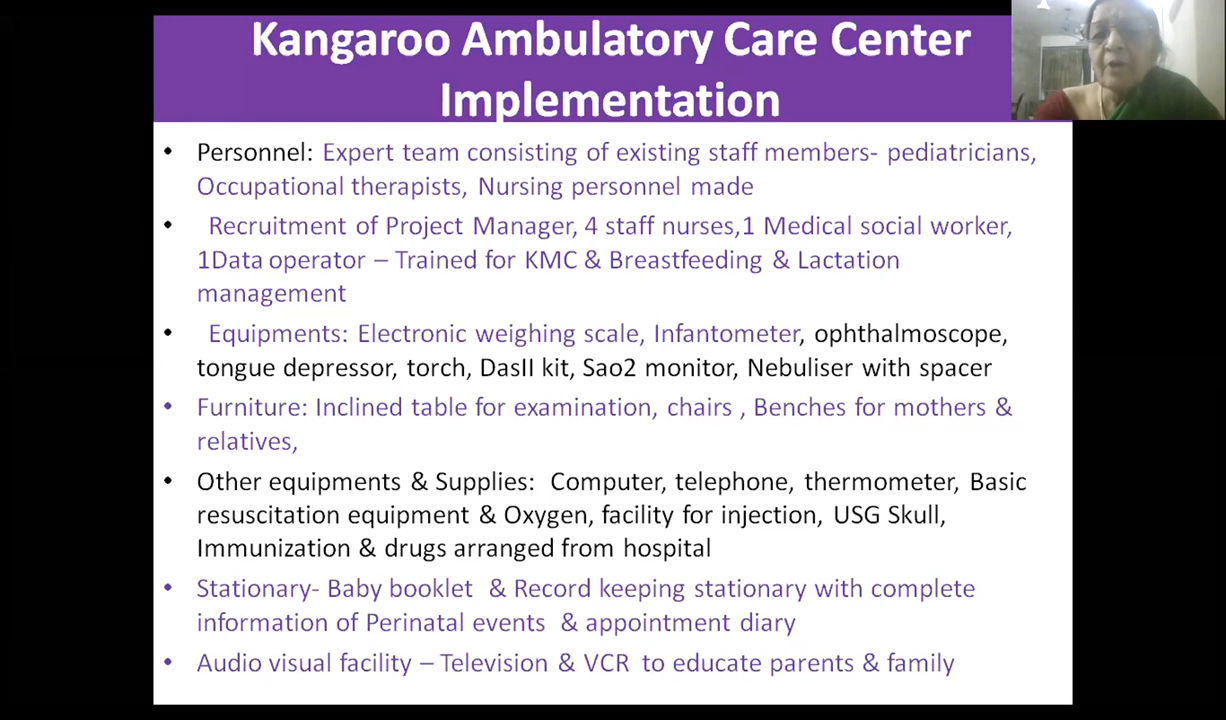 Kangaroo Ambulatory Care Center
Implementation
• Personnel: Expert team consisting of existing staff members- pediatricians,
Occupational therapists, Nursing personnel made
• Recruitment of Project Manager, 4 staff nurses,1 Medical social worker,
1Data operator – Trained for KMC & Breastfeeding & Lactation
management
• Equipments: Electronic weighing scale, Infantometer, ophthalmoscope,
tongue depressor, torch, DasII kit, Sao2 monitor, Nebuliser with spacer
• Furniture: Inclined table for examination, chairs , Benches for mothers &
relatives,
• Other equipments & Supplies: Computer, telephone, thermometer, Basic
resuscitation equipment & Oxygen, facility for injection, USG Skull,
Immunization & drugs arranged from hospital
• Stationary- Baby booklet & Record keeping stationary with complete
information of Perinatal events & appointment diary
• Audio visual facility – Television & VCR to educate parents & family